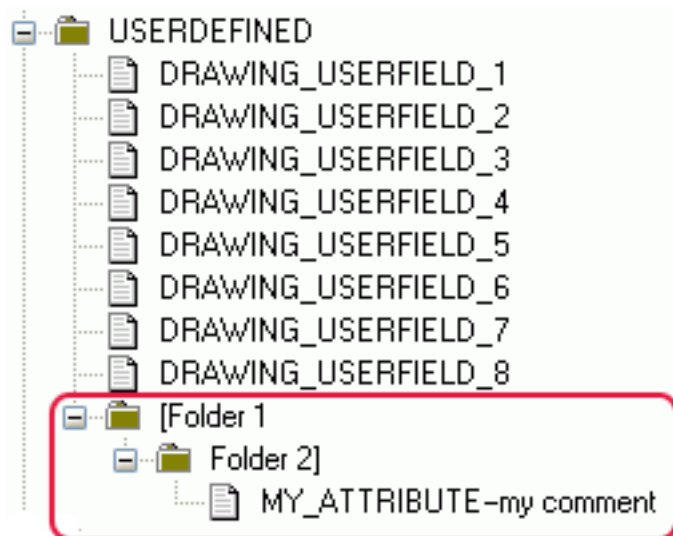 USERDEFINED
DRAWING_USERFIELD_1
DRAWING_USERFIELD_2
DRAWING_USERFIELD_3
DRAWING_USERFIELD_4
DRAWING_USERFIELD_5
DRAWING_USERFIELD_6
DRAWING_USERFIELD_7
DRAWING_USERFIELD_8
[Folder 1
Folder 2]
MY_ATTRIBUTE–my comment